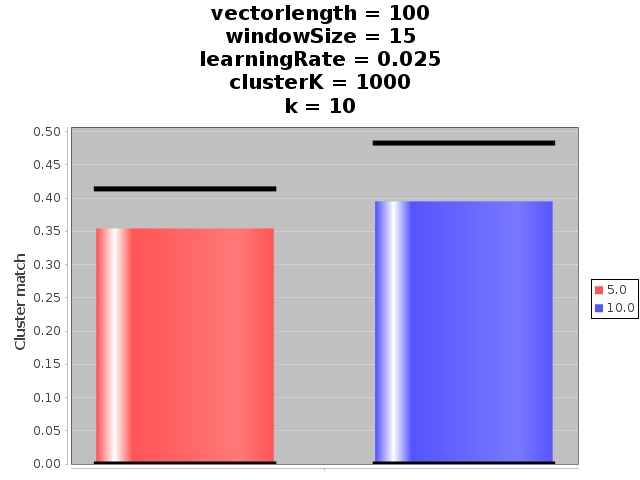 vectorlength = 100
windowSize = 15
learningRate = 0.025
clusterK = 1000
k = 10
0.50
0.45
0.40
0.35
0.30
0.25
0.20
0.15
0.10
0.05
0.00
Cluster match
5.0
10.0